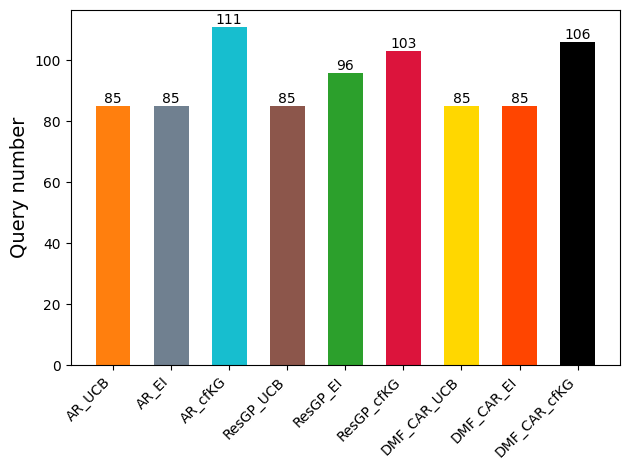 111
106
103
96
85
85
85
85
85
Query number
100
80
60
40
20
0
AR_UCB
AR_EI
AR_cfKG
ResGP_UCB
ResGP_EI
ResGP_cfKG
DMF_CAR_UCB
DMF_CAR_EI
DMF_CAR_cfKG